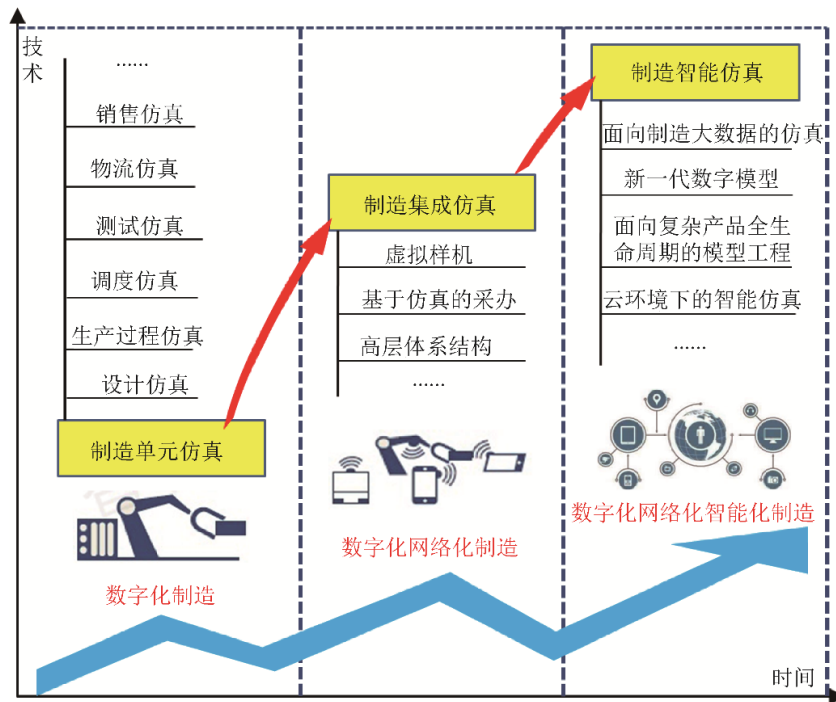 技
术
……
销售仿真
物流仿真
测试仿真
调度仿真
生产过程仿真
设计仿真
制造单元仿真
数字化制造
制造集成仿真
虚拟样机
基于仿真的采办
高层体系结构
……
数字化网络化制造
制造智能仿真
面向制造大数据的仿真
新一代数字模型
面向复杂产品全生
命周期的模型工程
云环境下的智能仿真
……
数字化网络化智能化制造
时间